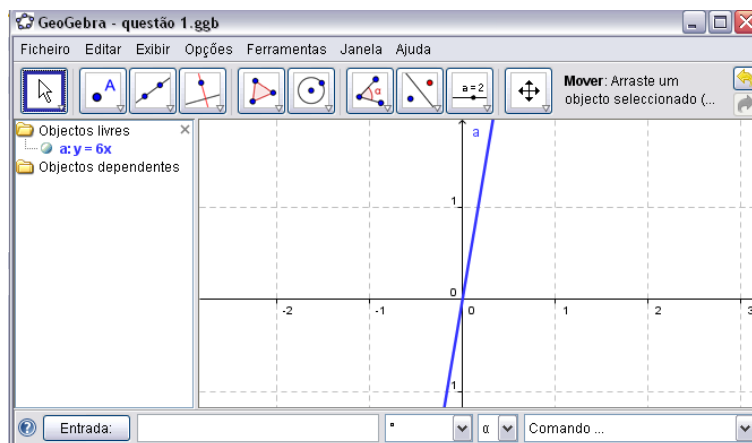 GeoGebra - questão 1.ggb
Ficheiro Editar Exibir Opções Ferramentas Janela Ajuda
A
α
a=2
Mover: Arraste um
objecto seleccionado (...
Objectos livres
a: y = 6x
Objectos dependentes
a
1
0
-2 -1 0 1 2 3
1
Entrada: ° α Comando ...